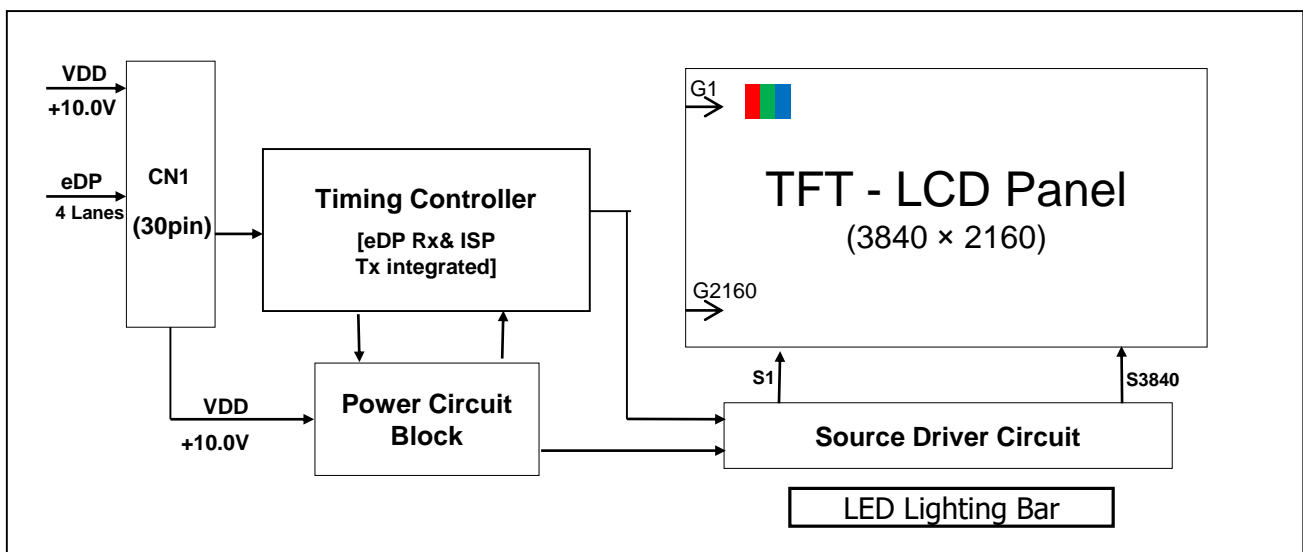 VDD
+10.0V
eDP
4 Lanes
CN1
(30pin)
Timing Controller
[eDP Rx& ISP
Tx integrated]
VDD
+10.0V
Power Circuit
Block
G1
TFT - LCD Panel
(3840 × 2160)
G2160
S1
S3840
Source Driver Circuit
LED Lighting Bar